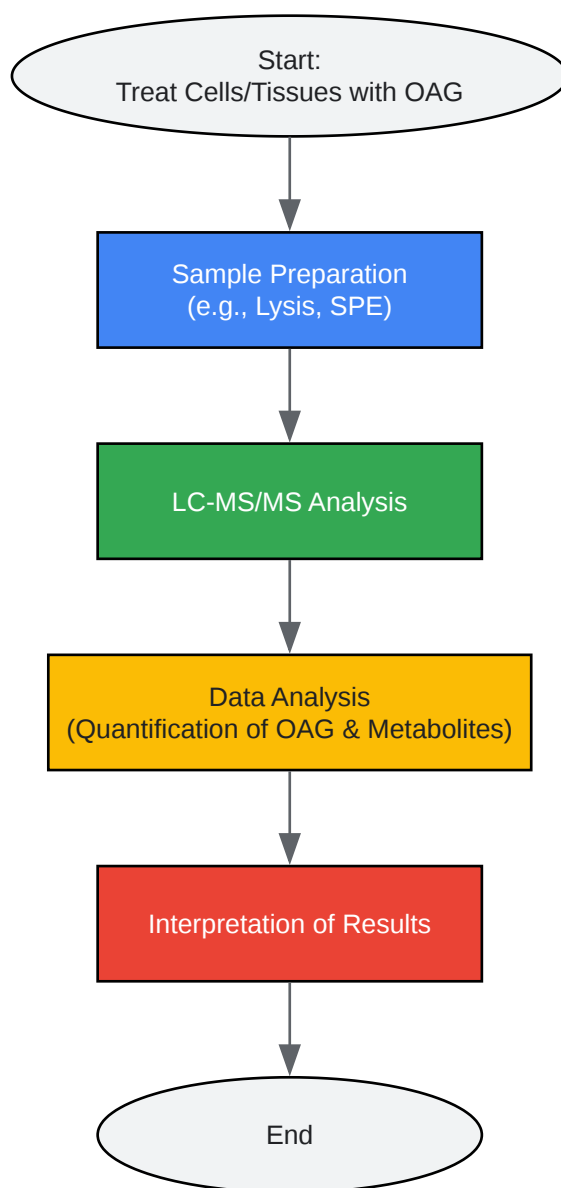 Start:
Treat Cells/Tissues with OAG
Sample Preparation
(e.g., Lysis, SPE)
LC-MS/MS Analysis
Data Analysis
(Quantification of OAG & Metabolites)
Interpretation of Results
End